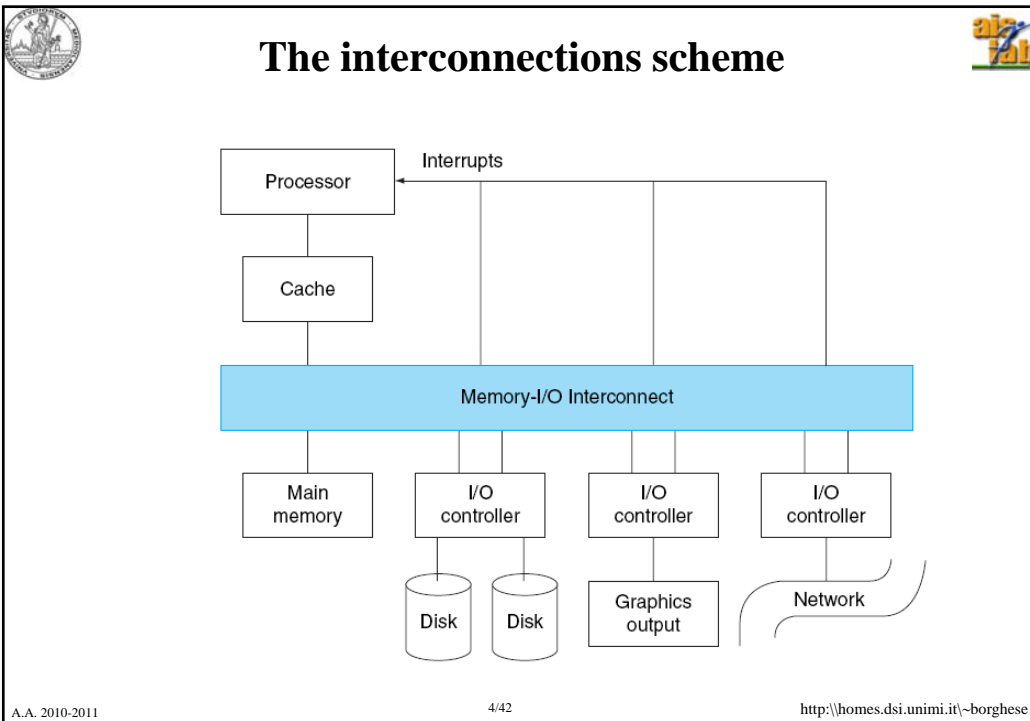 The interconnections scheme
Interrupts
Processor
Cache
Memory-I/O Interconnect
Main
memory
I/O
controller
I/O
controller
I/O
controller
Disk
Disk
Graphics
output
Network
A.A. 2010-2011
4/42
http:\\homes.dsi.unimi.it\~borghese